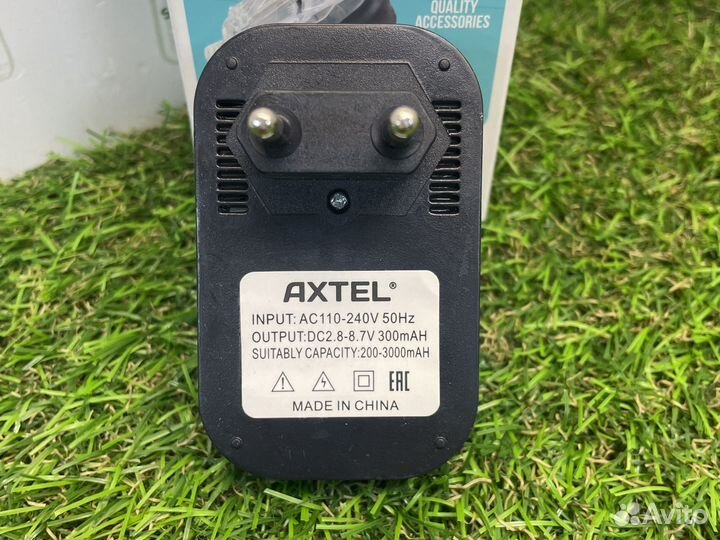 QUALITY
ACCESSORIES
AXTEL®
INPUT: AC110-240V 50Hz
OUTPUT:DC2.8-8.7V 300mAH
SUITABLY CAPACITY:200-3000mAH
EAC
MADE IN CHINA
Avito